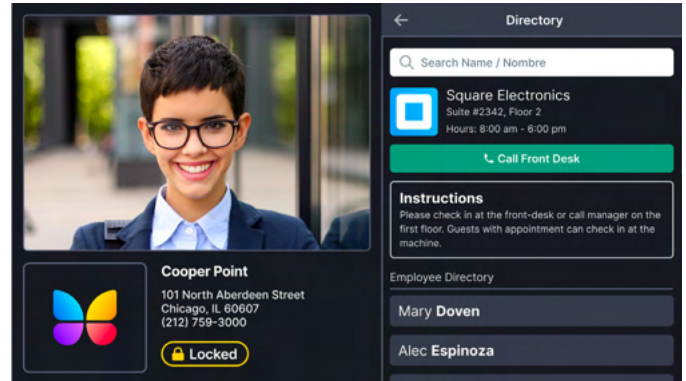 Cooper Point
101 North Aberdeen Street
Chicago, IL 60607
(212) 759-3000
Locked
Directory
Search Name / Nombre
Square Electronics
Suite #2342, Floor 2
Hours: 8:00 am - 6:00 pm
Call Front Desk
Instructions
Please check in at the front-desk or call manager on the
first floor. Guests with appointment can check in at the
machine.
Employee Directory
Mary Doven
Alec Espinoza